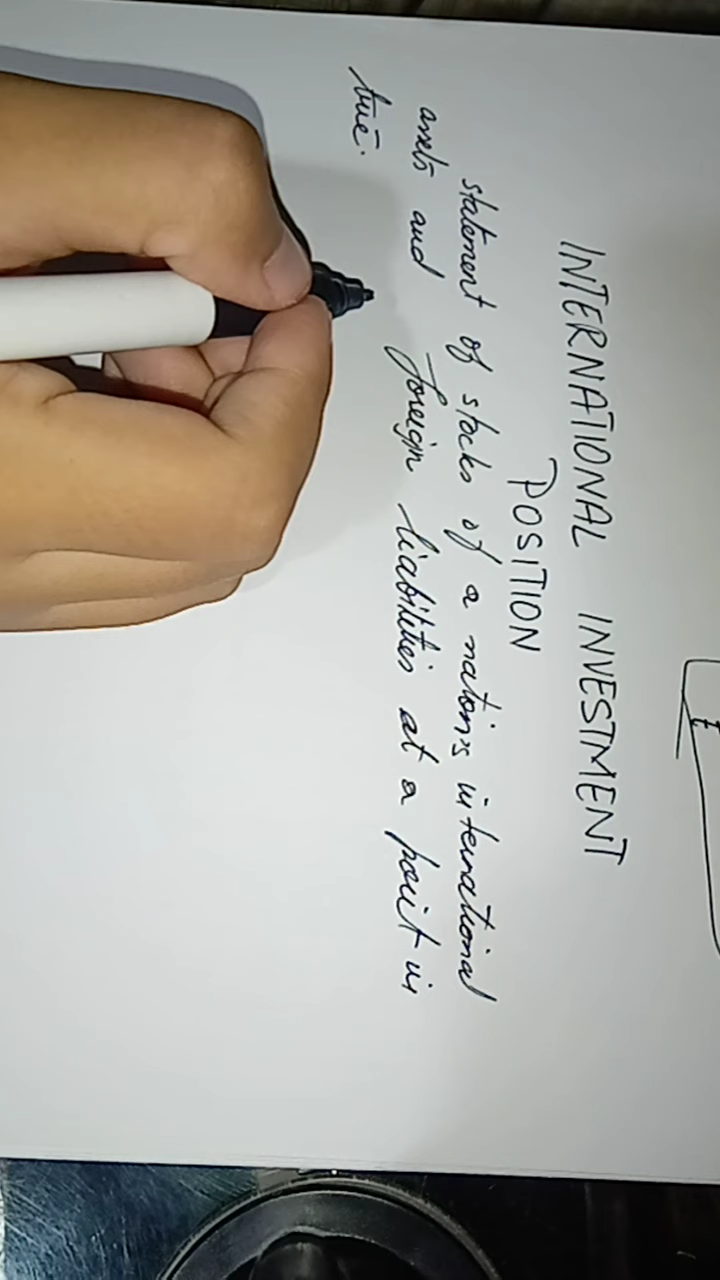 INTERNATIONAL INVESTMENT
POSITION
statement of stocks of a nation's international
assets and foreign liabilities at a point in
time.